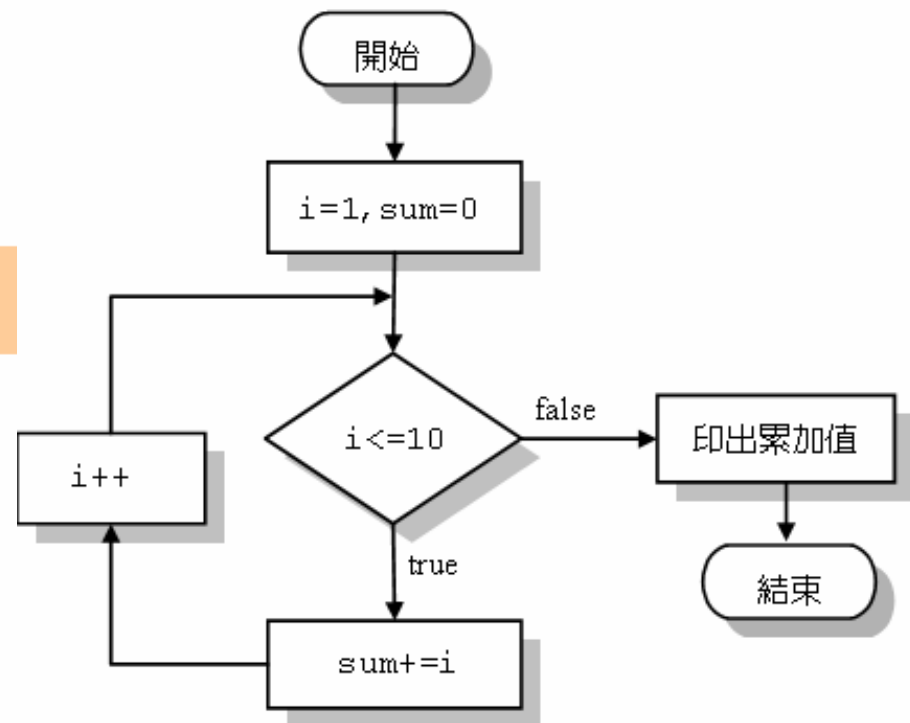 開始
i=1,sum=0
i<=10
false
印出累加值
i++
true
結束
sum+=i